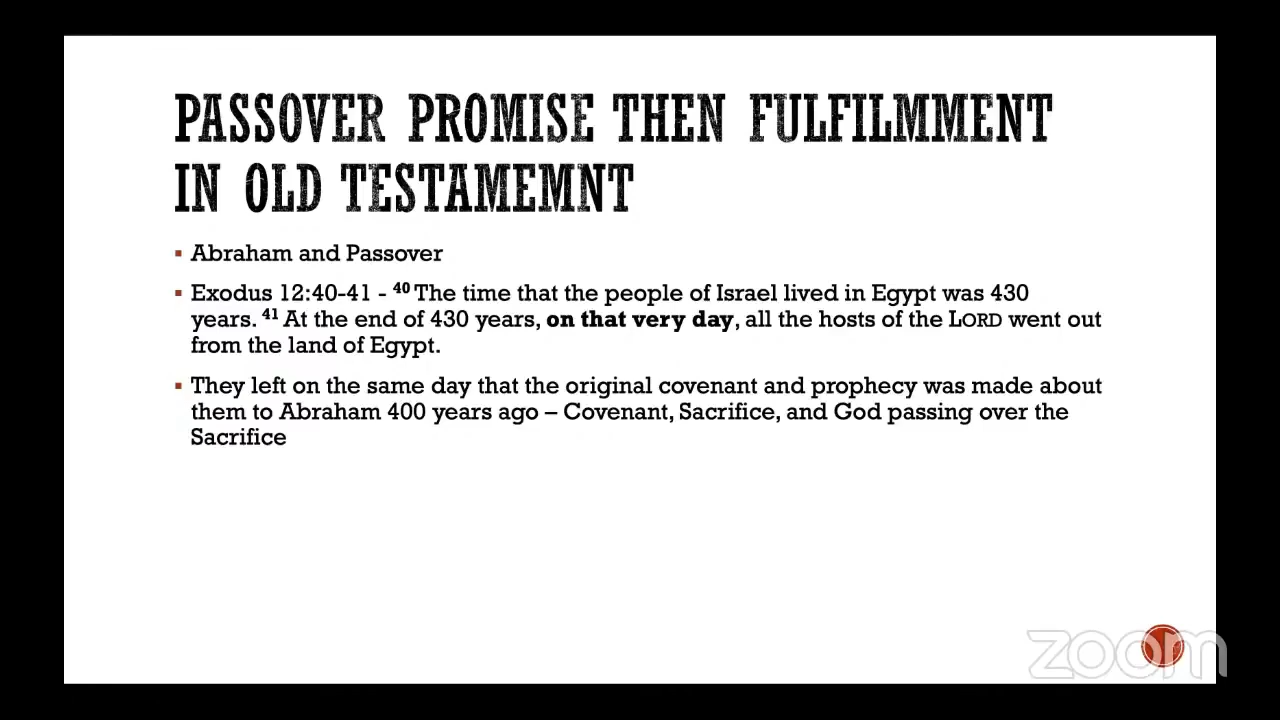 PASSOVER PROMISE THEN FULFILMMENT
IN OLD TESTAMEMNT
▪ Abraham and Passover
▪ Exodus 12:40-41 - ⁴⁰ The time that the people of Israel lived in Egypt was 430
years. ⁴¹ At the end of 430 years, on that very day, all the hosts of the LORD went out
from the land of Egypt.
▪ They left on the same day that the original covenant and prophecy was made about
them to Abraham 400 years ago – Covenant, Sacrifice, and God passing over the
Sacrifice
zoom